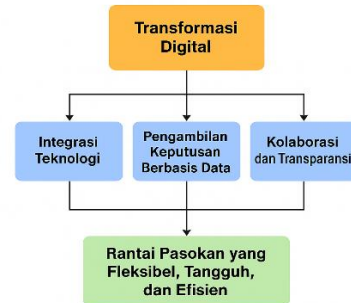 Transformasi
Digital
Integrasi
Teknologi
Pengambilan
Keputusan
Berbasis Data
Kolaborasi
dan Transparansi
Rantai Pasokan yang
Fleksibel, Tangguh,
dan Efisien